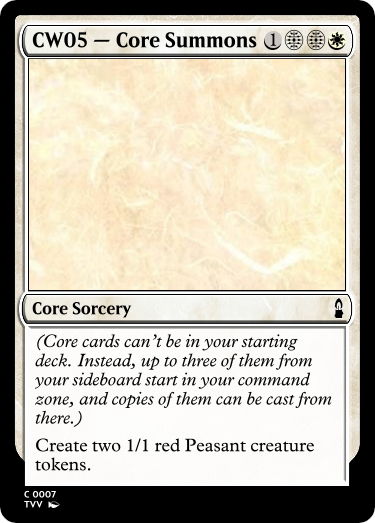 CW05 — Core Summons 1
Core Sorcery
(Core cards can't be in your starting
deck. Instead, up to three of them from
your sideboard start in your command
zone, and copies of them can be cast from
there.)
Create two 1/1 red Peasant creature
tokens.
C 0007
TVV